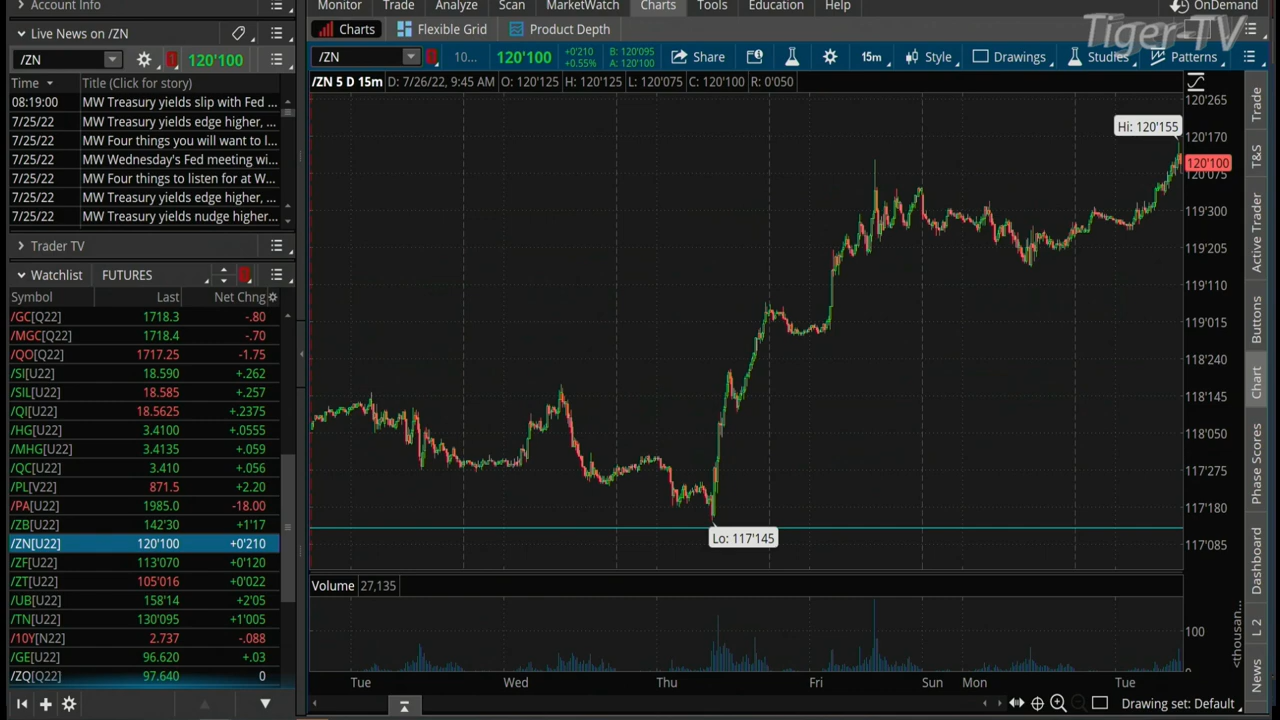 Account Info
Monitor Trade Analyze Scan MarketWatch Charts Tools Education Help
OnDemand
Tiger-TV
Live News on /ZN
Charts Flexible Grid Product Depth
/ZN 120'100
/ZN 120'100 +0'210 +0.55% B: 120'095 A: 120'100 Share 15m Style Drawings Studies Patterns
Time Title (Click for story)
/ZN 5 D 15m D: 7/26/22, 9:45 AM O: 120'125 H: 120'125 L: 120'075 C: 120'100 R: 0'050
08:19:00 MW Treasury yields slip with Fed ...
7/25/22 MW Treasury yields edge higher, ...
7/25/22 MW Four things you will want to l...
7/25/22 MW Wednesday's Fed meeting wi...
7/25/22 MW Four things to listen for at W...
7/25/22 MW Treasury yields edge higher, ...
7/25/22 MW Treasury yields nudge higher...
Trader TV
Watchlist FUTURES
Symbol Last Net Chng
/GC[Q22] 1718.3 -.80
/MGC[Q22] 1718.4 -.70
/QO[Q22] 1717.25 -1.75
/SI[U22] 18.590 +.262
/SIL[U22] 18.585 +.257
/QI[U22] 18.5625 +.2375
/HG[U22] 3.4100 +.0555
/MHG[U22] 3.4135 +.059
/QC[U22] 3.410 +.056
/PL[V22] 871.5 +2.20
/PA[U22] 1985.0 -18.00
/ZB[U22] 142'30 +1'17
/ZN[U22] 120'100 +0'210
/ZF[U22] 113'070 +0'120
/ZT[U22] 105'016 +0'022
/UB[U22] 158'14 +2'05
/TN[U22] 130'095 +1'005
/10Y[N22] 2.737 -.088
/GE[U22] 96.620 +.03
/ZQ[Q22] 97.640 0
120'265
Hi: 120'155
120'170
120'100
120'075
119'300
119'205
119'110
119'015
118'240
118'145
118'050
117'275
117'180
Lo: 117'145
117'085
Volume 27,135
100
0
<thousan...
Tue Wed Thu Fri Sun Mon Tue
Drawing set: Default
Trade
T&S
Active Trader
Buttons
Chart
Phase Scores
Dashboard
L 2
News